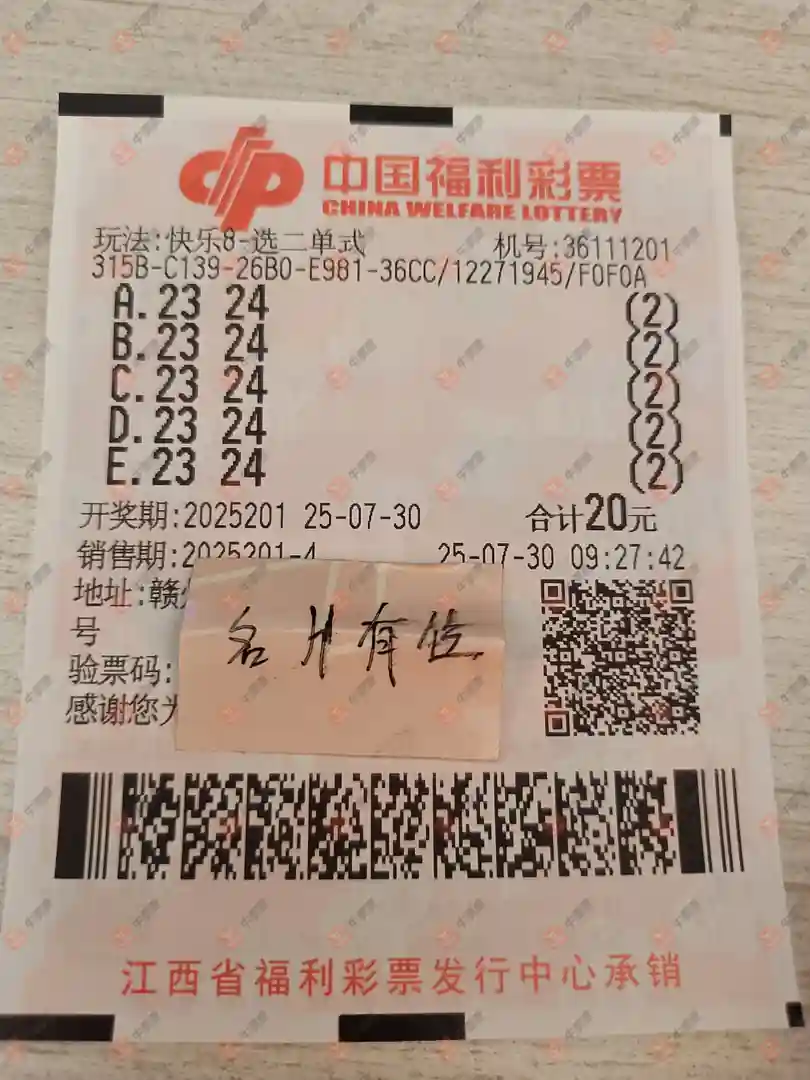 中国福利彩票
CHINA WELFARE LOTTERY
玩法:快乐8-选二单式 机号:36111201
315B-C139-26B0-E981-36CC/12271945/F0F0A
A.23 24 (2)
B.23 24 (2)
C.23 24 (2)
D.23 24 (2)
E.23 24 (2)
开奖期:2025201 25-07-30 合计20元
销售期:2025201-4 25-07-30 09:27:42
地址:赣
号
验票码:
感谢您
名片有位
江西省福利彩票发行中心承销